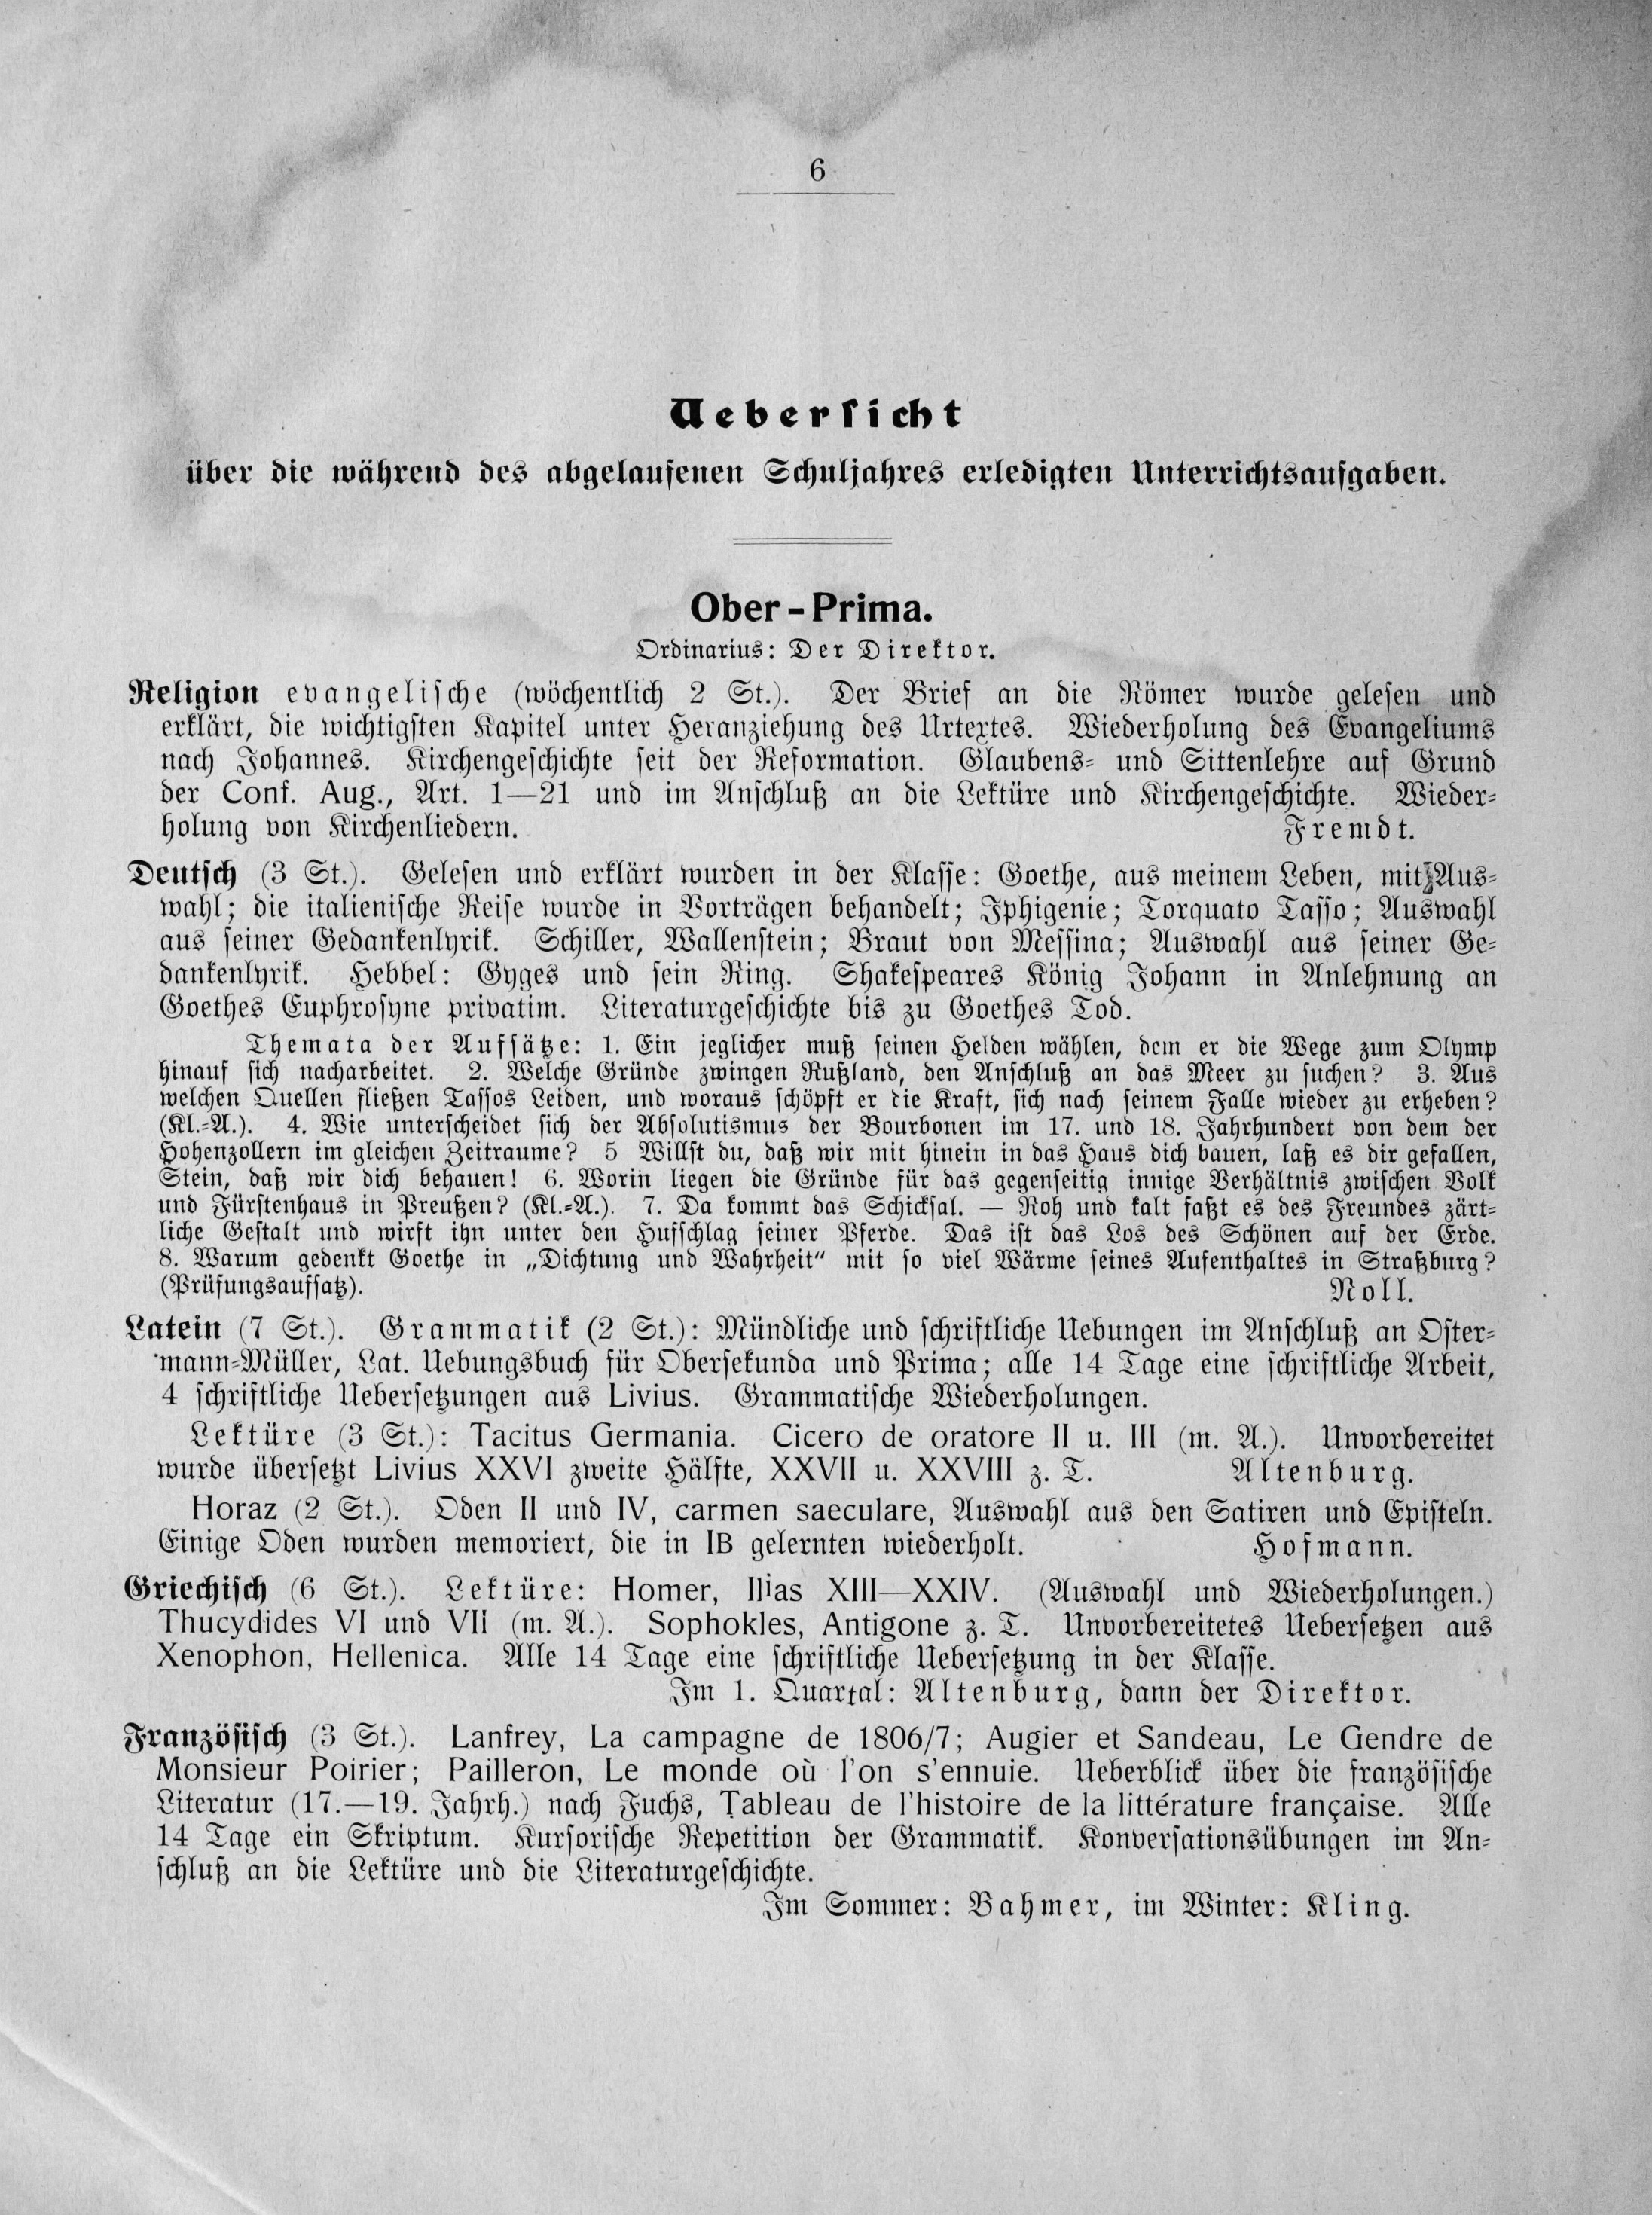 6
Uebersicht
über die während des abgelaufenen Schuljahres erledigten Unterrichtsaufgaben.
Ober-Prima.
Ordinarius: Der Direktor.
Religion evangelische (wöchentlich 2 St.). Der Brief an die Römer wurde gelesen und
erklärt, die wichtigsten Kapitel unter Heranziehung des Urtextes. Wiederholung des Evangeliums
nach Johannes. Kirchengeschichte seit der Reformation. Glaubens- und Sittenlehre auf Grund
der Conf. Aug., Art. 1—21 und im Anschluß an die Lektüre und Kirchengeschichte. Wieder-
holung von Kirchenliedern. Fremdt.
Deutsch (3 St.). Gelesen und erklärt wurden in der Klasse: Goethe, aus meinem Leben, mit Aus-
wahl; die italienische Reise wurde in Vorträgen behandelt; Iphigenie; Torquato Tasso; Auswahl
aus seiner Gedankenlyrik. Schiller, Wallenstein; Braut von Messina; Auswahl aus seiner Ge-
dankenlyrik. Hebbel: Gyges und sein Ring. Shakespeares König Johann in Anlehnung an
Goethes Euphrosyne privatim. Literaturgeschichte bis zu Goethes Tod.
Themata der Aufsätze: 1. Ein jeglicher muß seinen Helden wählen, dem er die Wege zum Olymp
hinauf sich nacharbeitet. 2. Welche Gründe zwingen Rußland, den Anschluß an das Meer zu suchen? 3. Aus
welchen Quellen fließen Tassos Leiden, und woraus schöpft er die Kraft, sich nach seinem Falle wieder zu erheben?
(Kl.-A.). 4. Wie unterscheidet sich der Absolutismus der Bourbonen im 17. und 18. Jahrhundert von dem der
Hohenzollern im gleichen Zeitraume? 5 Willst du, daß wir mit hinein in das Haus dich bauen, laß es dir gefallen,
Stein, daß wir dich behauen! 6. Worin liegen die Gründe für das gegenseitig innige Verhältnis zwischen Volk
und Fürstenhaus in Preußen? (Kl.-A.). 7. Da kommt das Schicksal. — Roh und kalt faßt es des Freundes zärt-
liche Gestalt und wirft ihn unter den Hufschlag seiner Pferde. Das ist das Los des Schönen auf der Erde.
8. Warum gedenkt Goethe in „Dichtung und Wahrheit“ mit so viel Wärme seines Aufenthaltes in Straßburg?
(Prüfungsaufsatz). Noll.
Latein (7 St.). Grammatik (2 St.): Mündliche und schriftliche Uebungen im Anschluß an Oster-
mann-Müller, Lat. Uebungsbuch für Obersekunda und Prima; alle 14 Tage eine schriftliche Arbeit,
4 schriftliche Uebersetzungen aus Livius. Grammatische Wiederholungen.
Lektüre (3 St.): Tacitus Germania. Cicero de oratore II u. III (m. A.). Unvorbereitet
wurde übersetzt Livius XXVI zweite Hälfte, XXVII u. XXVIII z. T. Altenburg.
Horaz (2 St.). Oden II und IV, carmen saeculare, Auswahl aus den Satiren und Episteln.
Einige Oden wurden memoriert, die in IB gelernten wiederholt. Hofmann.
Griechisch (6 St.). Lektüre: Homer, Ilias XIII—XXIV. (Auswahl und Wiederholungen.)
Thucydides VI und VII (m. A.). Sophokles, Antigone z. T. Unvorbereitetes Uebersetzen aus
Xenophon, Hellenica. Alle 14 Tage eine schriftliche Uebersetzung in der Klasse.
Im 1. Quartal: Altenburg, dann der Direktor.
Französisch (3 St.). Lanfrey, La campagne de 1806/7; Augier et Sandeau, Le Gendre de
Monsieur Poirier; Pailleron, Le monde où l'on s'ennuie. Ueberblick über die französische
Literatur (17.—19. Jahrh.) nach Fuchs, Tableau de l'histoire de la littérature française. Alle
14 Tage ein Skriptum. Kursorische Repetition der Grammatik. Konversationsübungen im An-
schluß an die Lektüre und die Literaturgeschichte.
Im Sommer: Bahmer, im Winter: Kling.